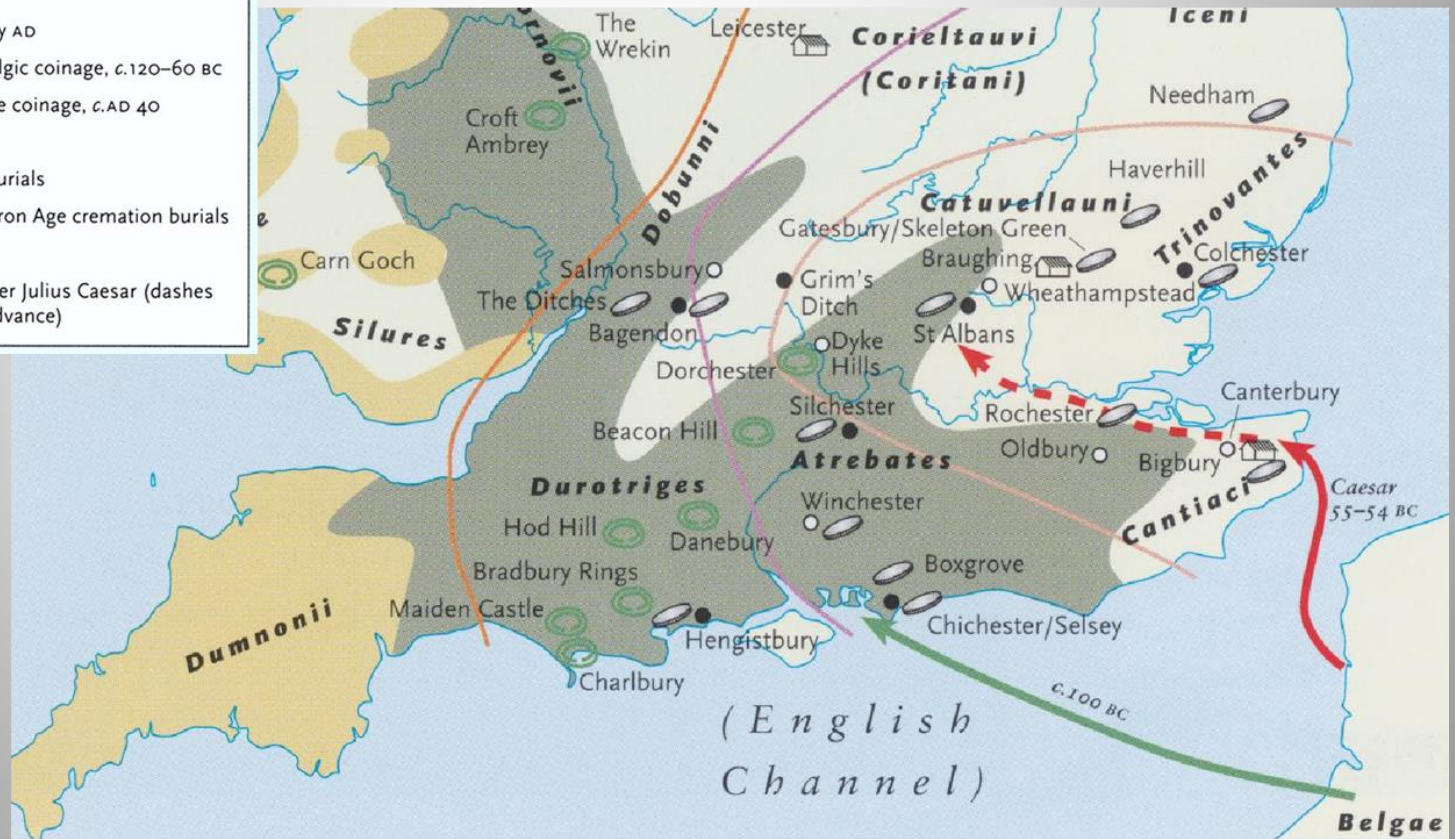 y AD
lgic coinage, c.120–60 BC
e coinage, c.AD 40
urials
ron Age cremation burials
er Julius Caesar (dashes
dvance)
ornovii
The
Wrekin
Leicester
Corieltauvi
(Coritani)
Iceni
Needham
Croft
Ambrey
Dobunni
Haverhill
Catuvellauni
Trinovantes
Gatesbury/Skeleton Green
Braughing
Colchester
e
Carn Goch
Salmonsbury
Grim's
Ditch
Wheathampstead
The Ditches
Bagendon
St Albans
Silures
Dyke
Hills
Dorchester
Canterbury
Silchester
Rochester
Beacon Hill
Oldbury
Bigbury
Atrebates
Cantiaci
Caesar
55–54 BC
Durotriges
Winchester
Hod Hill
Danebury
Boxgrove
Bradbury Rings
Maiden Castle
Hengistbury
Chichester/Selsey
Dumnonii
Charlbury
c.100 BC
(English
Channel)
Belgae